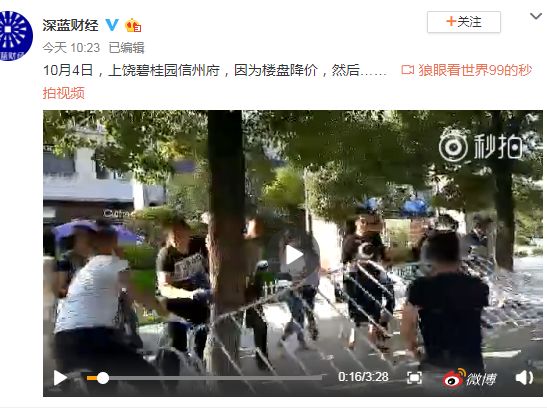 深蓝财经
+关注
今天 10:23 已编辑
10月4日，上饶碧桂园信州府，因为楼盘降价，然后…… 狼眼看世界99的秒
拍视频
秒拍
0:16/3:28
微博